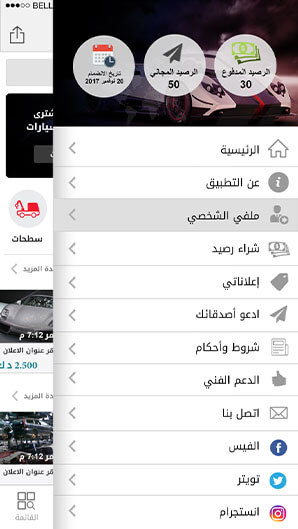 BELL
الرصيد المدفوع
30
الرصيد المجاني
50
تاريخ الانضمام
20 نوفمبر 2017
الرئيسية
عن التطبيق
ملفي الشخصي
شراء رصيد
إعلاناتي
ادعو أصدقائك
شروط وأحكام
الدعم الفني
اتصل بنا
الفيس
تويتر
انستجرام
شترى
سيارات
سطحات
دة المزيد
7:12 م
قر عنوان الاعلان
2.500 د ك
دة المزيد
7:12 م
قر عنوان الاعلان
القائمة